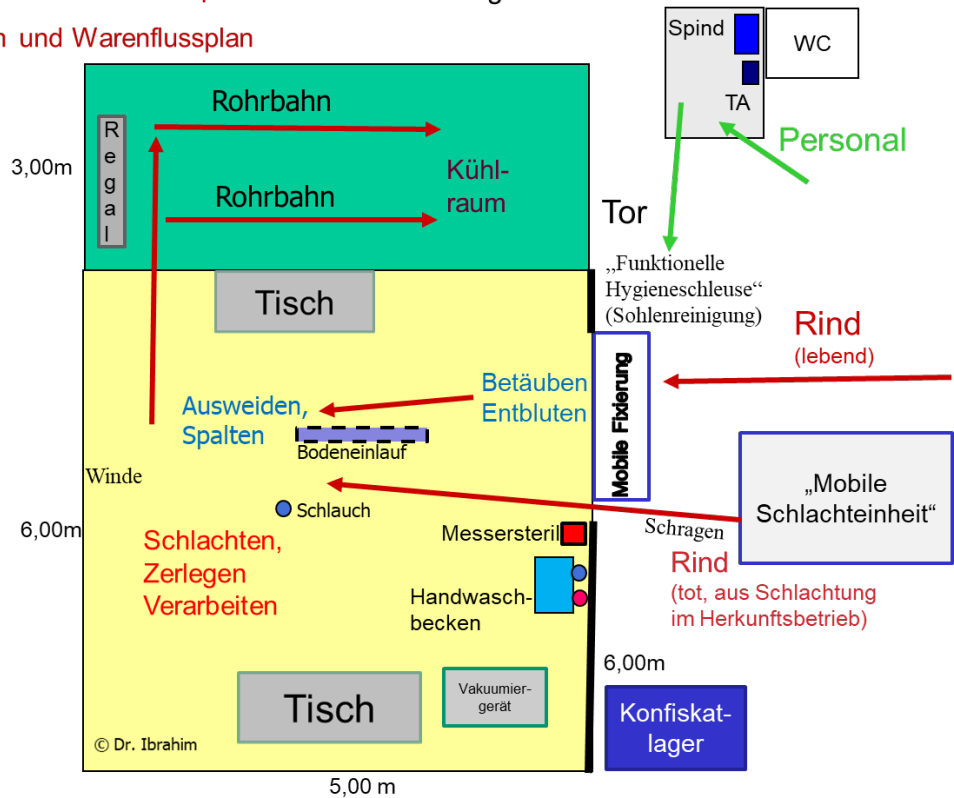 n und Warenflussplan
Spind
WC
TA
Personal
Rohrbahn
Regal
3,00m
Kühl-
raum
Rohrbahn
Tor
„Funktionelle
Hygieneschleuse“
(Sohlenreinigung)
Tisch
Rind
(lebend)
Mobile Fixierung
Betäuben
Entbluten
Ausweiden,
Spalten
Bodeneinlauf
Winde
„Mobile
Schlachteinheit“
Schlauch
6,00m
Messersteril
Schragen
Schlachten,
Zerlegen
Verarbeiten
Rind
(tot, aus Schlachtung
im Herkunftsbetrieb)
Handwasch-
becken
6,00m
Tisch
Vakuumier-
gerät
Konfiskat-
lager
© Dr. Ibrahim
5,00 m